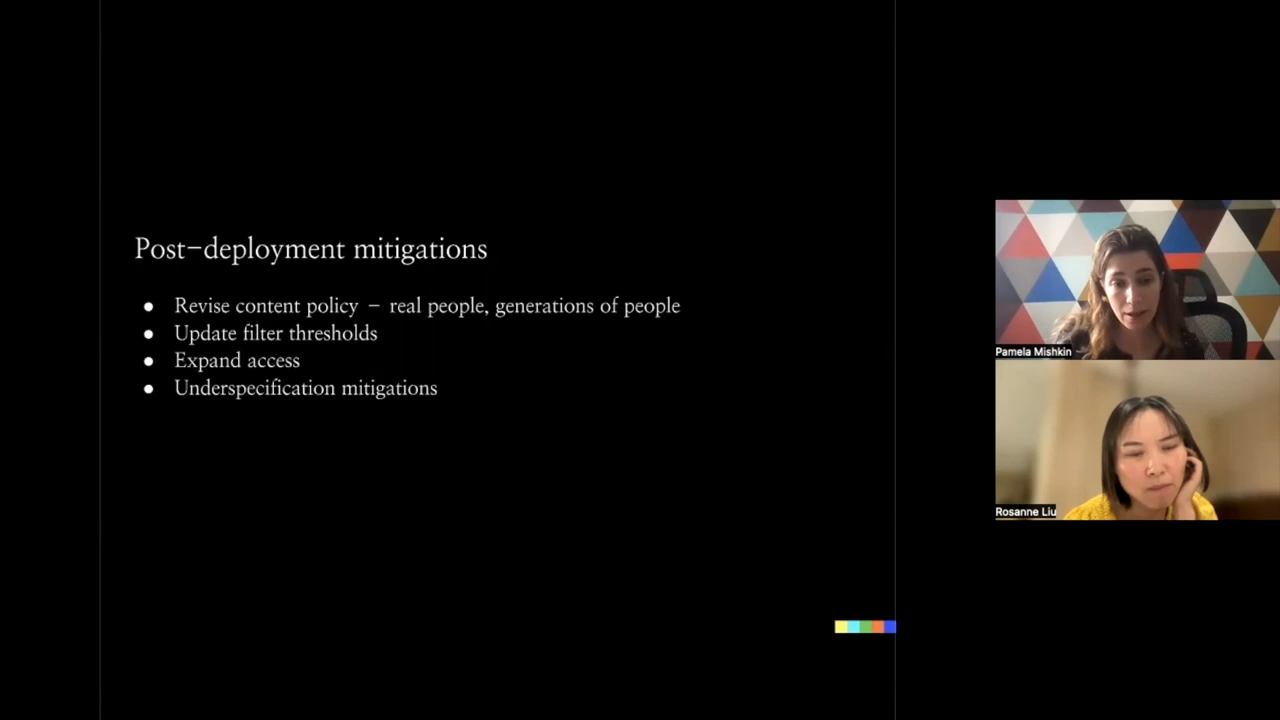 Post-deployment mitigations
● Revise content policy - real people, generations of people
● Update filter thresholds
● Expand access
● Underspecification mitigations
Pamela Mishkin
Rosanne Liu